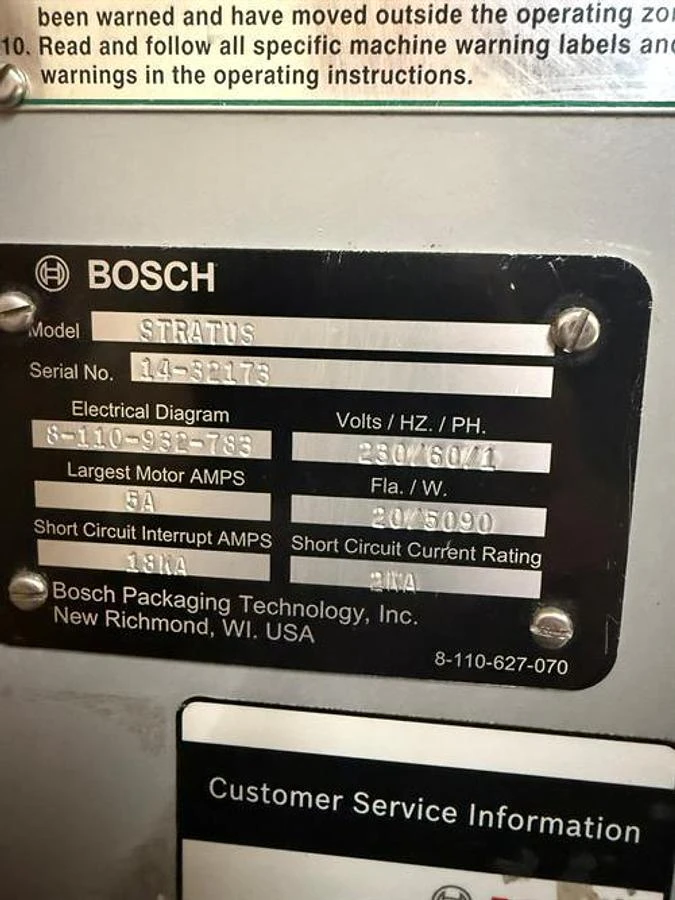 been warned and have moved outside the operating
10. Read and follow all specific machine warning labels
warnings in the operating instructions.
BOSCH
Model STRATUS
Serial No. 14-32173
Electrical Diagram Volts / HZ. / PH.
8-110-932-783 230/60/1
Largest Motor AMPS Fla. / W.
5A 20/5090
Short Circuit Interrupt AMPS Short Circuit Current Rating
18KA 2KA
Bosch Packaging Technology, Inc.
New Richmond, WI. USA
8-110-627-070
Customer Service Information